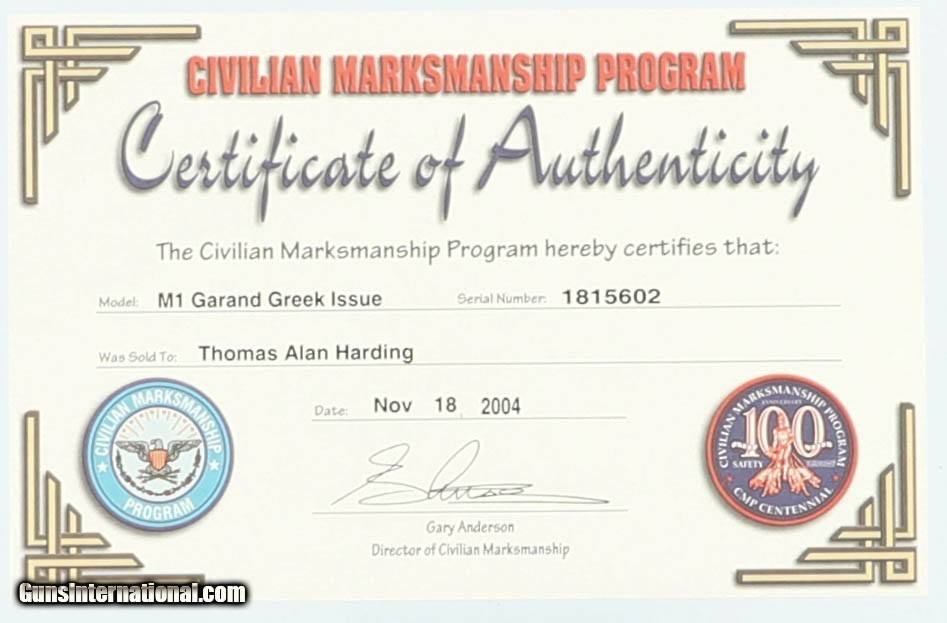 CIVILIAN MARKSMANSHIP PROGRAM
Certificate of Authenticity
The Civilian Marksmanship Program hereby certifies that:
Model: M1 Garand Greek Issue Serial Number: 1815602
Was Sold To: Thomas Alan Harding
Date: Nov 18, 2004
Gary Anderson
Director of Civilian Marksmanship
CIVILIAN MARKSMANSHIP
PROGRAM
CIVILIAN MARKSMANSHIP PROGRAM
ANNIVERSARY
100
SAFETY
CMP CENTENNIAL
GunsInternational.com